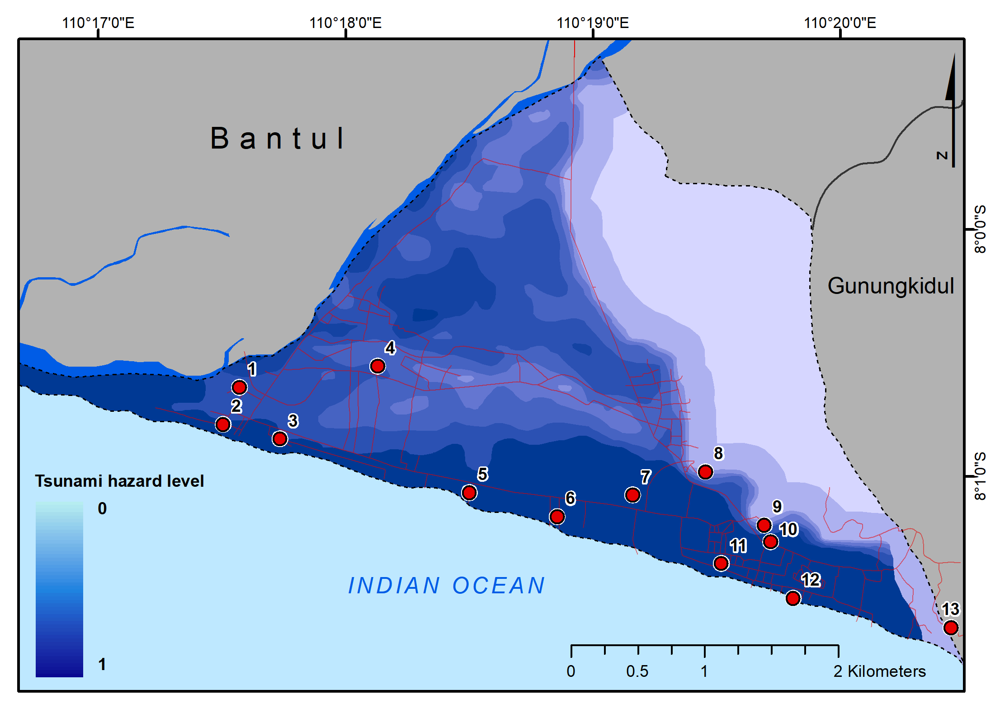 110°17'0"E
110°18'0"E
110°19'0"E
110°20'0"E
Bantul
z
8°0'0"S
Gunungkidul
4
1
2
3
8
8°1'0"S
Tsunami hazard level
5
7
6
0
9
10
11
12
INDIAN OCEAN
13
1
0
0.5
1
2 Kilometers